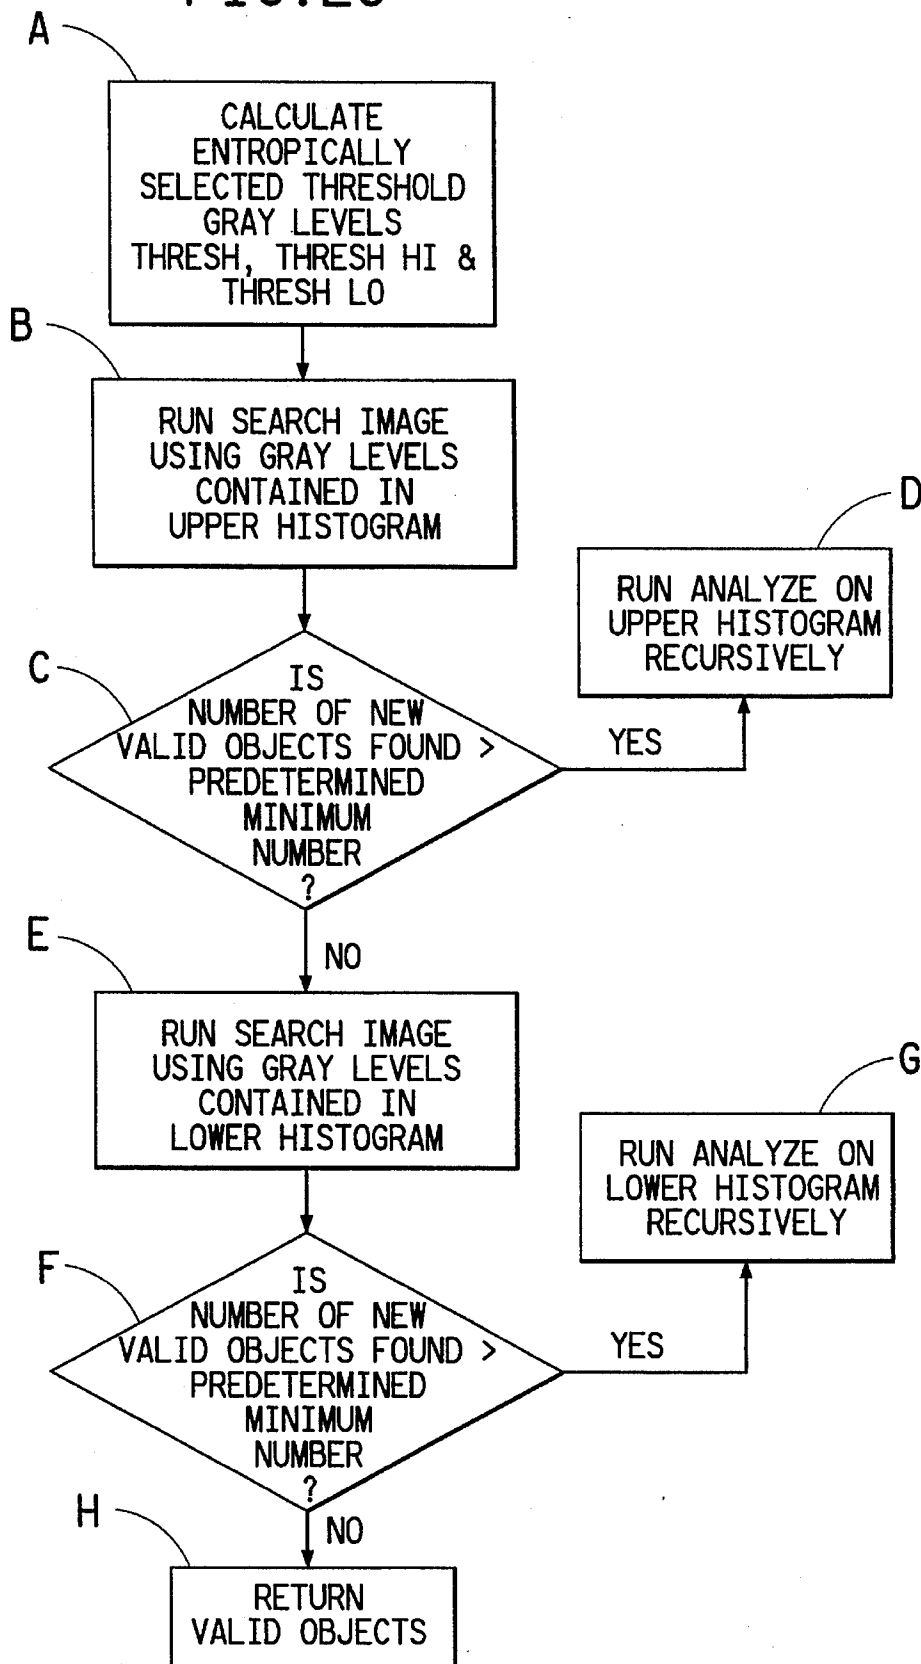 A
CALCULATE
ENTROPICALLY
SELECTED THRESHOLD
GRAY LEVELS
THRESH, THRESH HI &
THRESH LO
B
RUN SEARCH IMAGE
USING GRAY LEVELS
CONTAINED IN
UPPER HISTOGRAM
D
RUN ANALYZE ON
UPPER HISTOGRAM
RECURSIVELY
C
IS
NUMBER OF NEW
VALID OBJECTS FOUND >
PREDETERMINED
MINIMUM
NUMBER
?
YES
NO
E
RUN SEARCH IMAGE
USING GRAY LEVELS
CONTAINED IN
LOWER HISTOGRAM
G
RUN ANALYZE ON
LOWER HISTOGRAM
RECURSIVELY
F
IS
NUMBER OF NEW
VALID OBJECTS FOUND >
PREDETERMINED
MINIMUM
NUMBER
?
YES
NO
H
RETURN
VALID OBJECTS